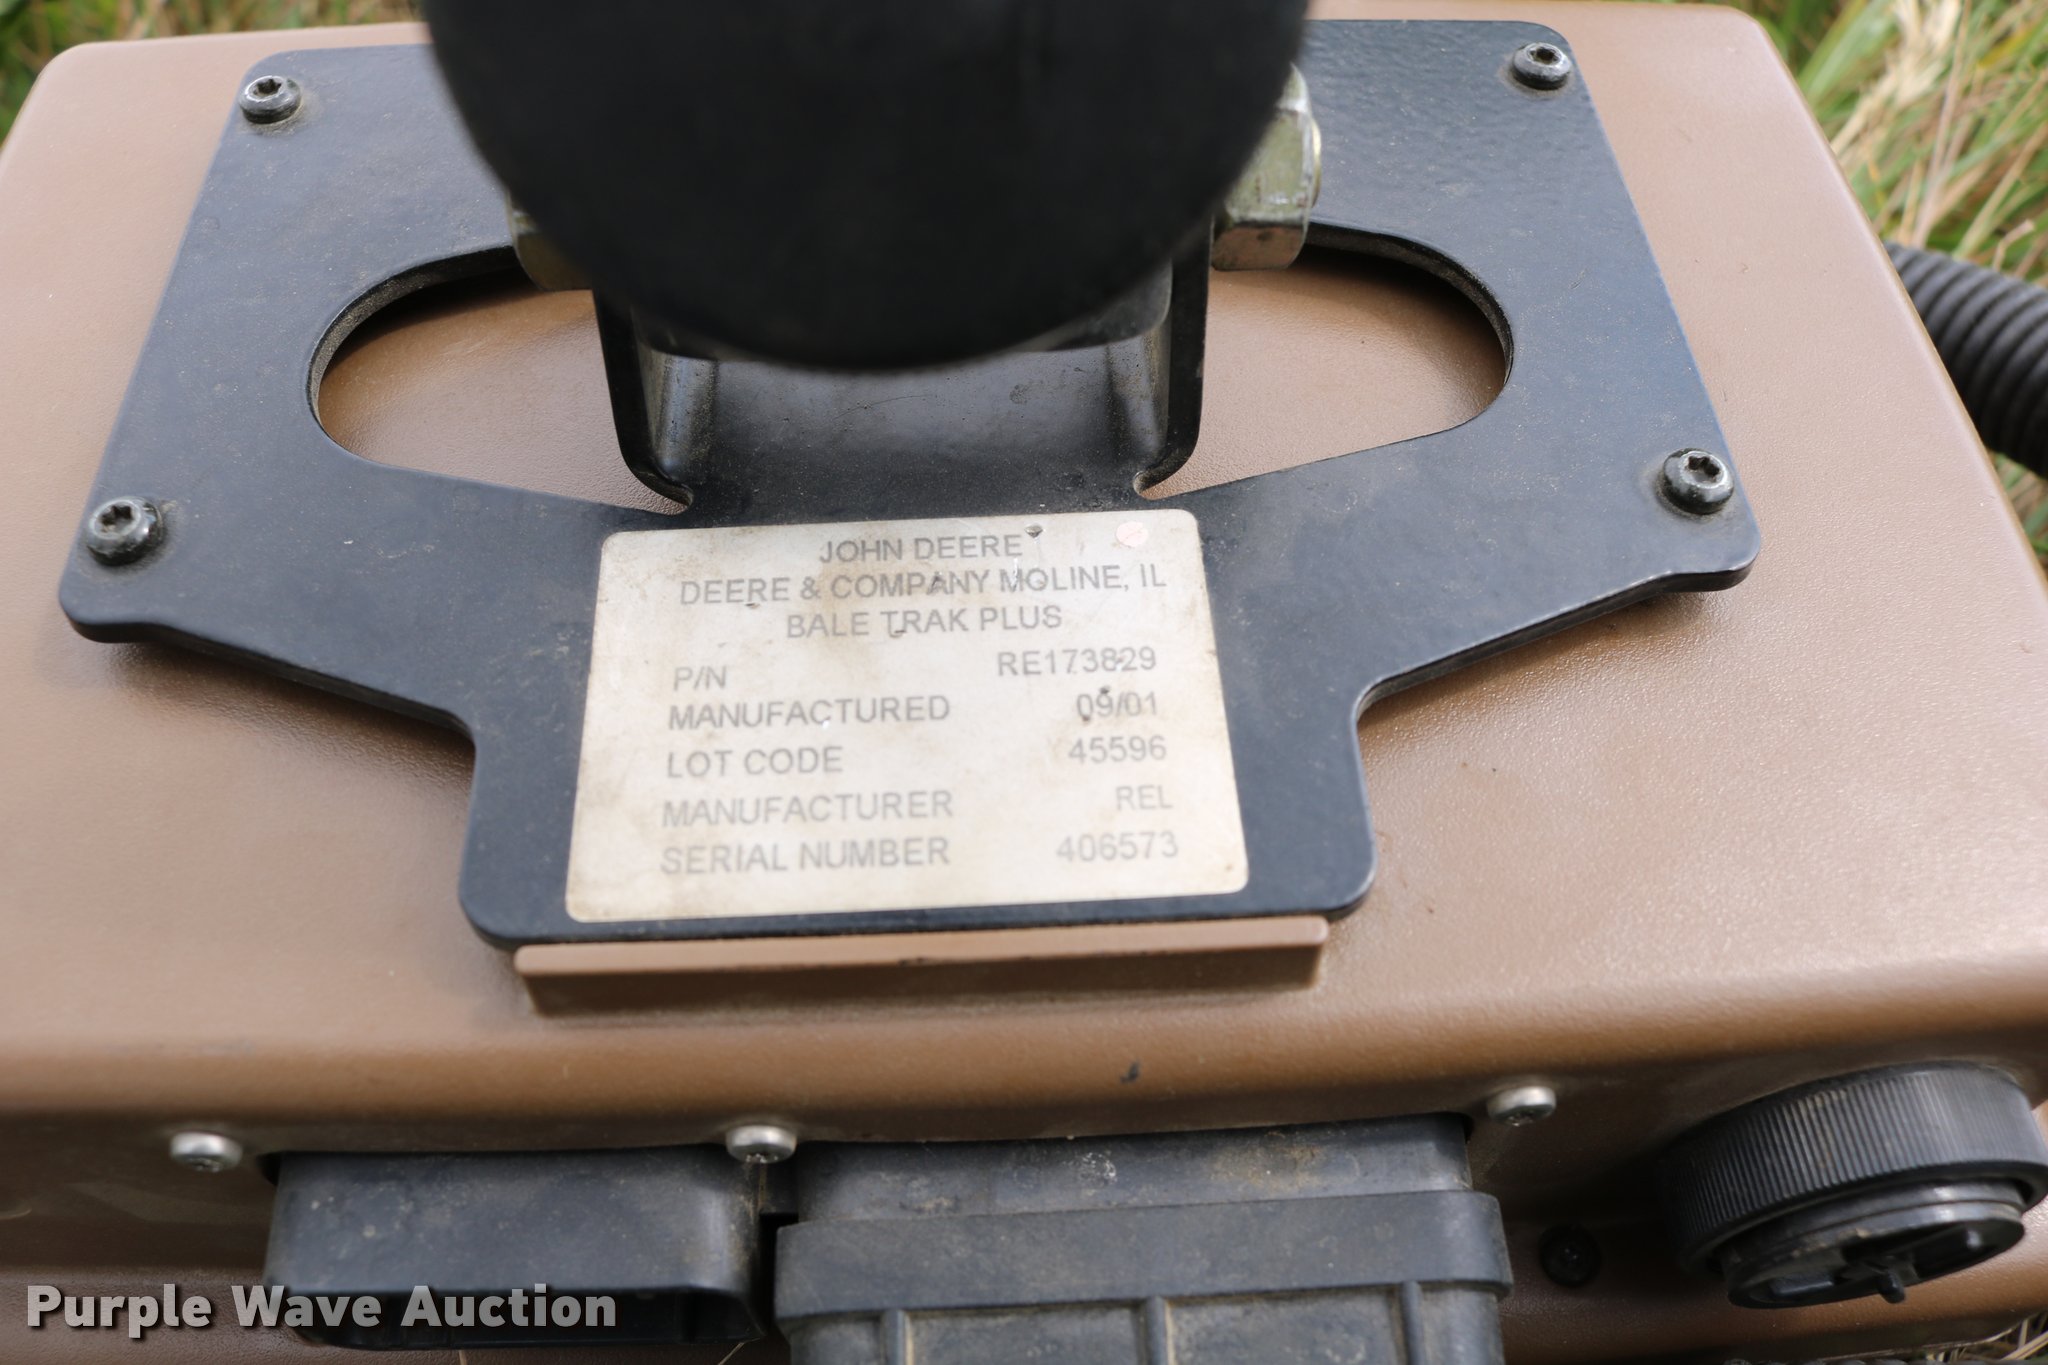 JOHN DEERE
DEERE & COMPANY MOLINE, IL
BALE TRAK PLUS
P/N RE173829
MANUFACTURED 09/01
LOT CODE Y45596
MANUFACTURER REL
SERIAL NUMBER 406573
Purple Wave Auction